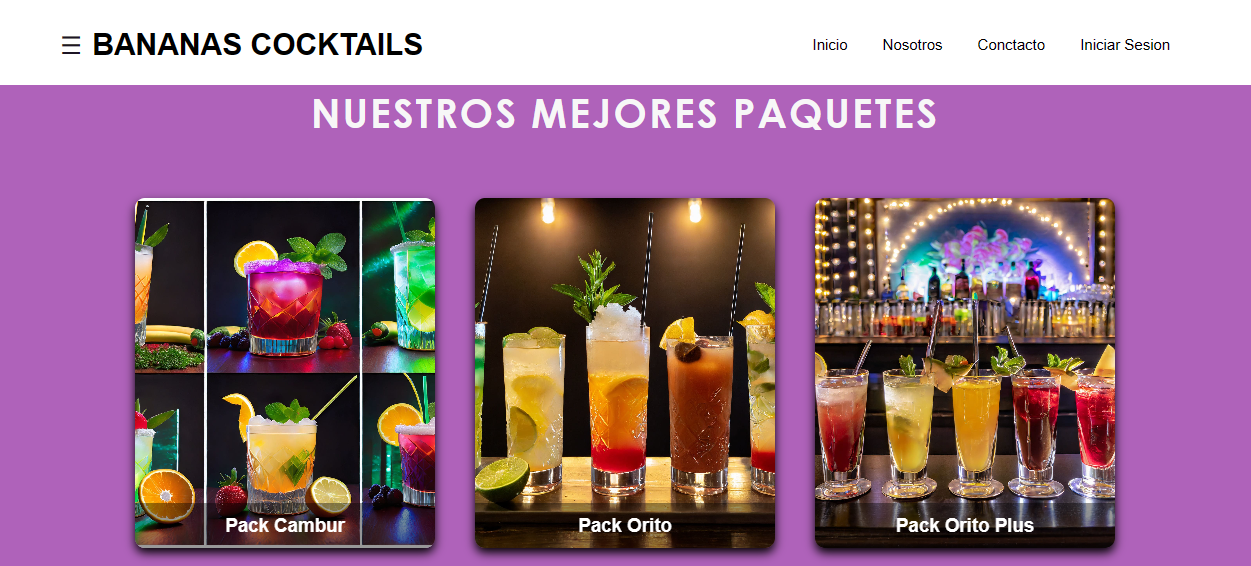 ☰ BANANAS COCKTAILS
Inicio Nosotros Conctacto Iniciar Sesion
NUESTROS MEJORES PAQUETES
Pack Cambur
Pack Orito
Pack Orito Plus